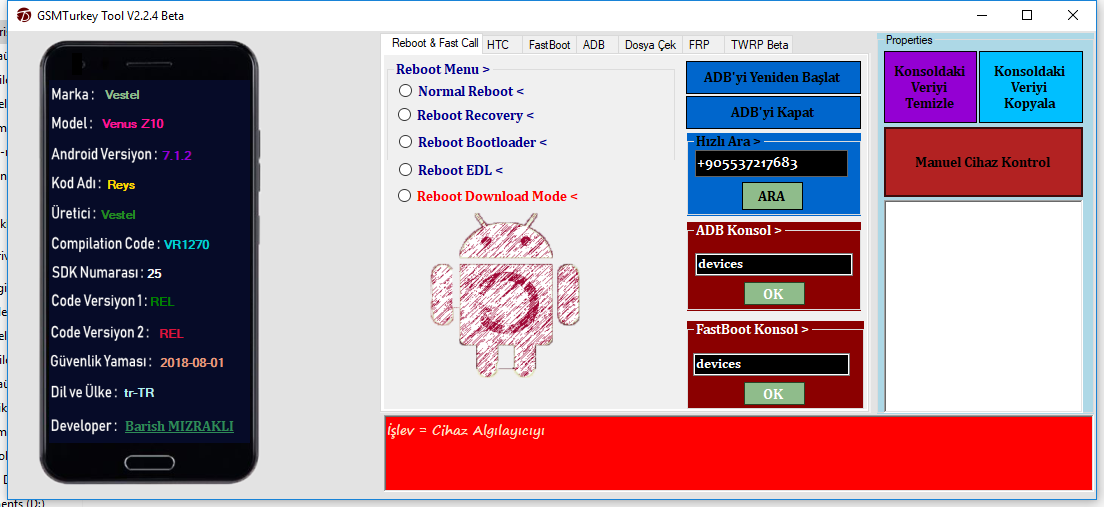 GSMTurkey Tool V2.2.4 Beta
Marka : Vestel
Model : Venus Z10
Android Versiyon : 7.1.2
Kod Adı : Reys
Üretici : Vestel
Compilation Code : VR1270
SDK Numarası : 25
Code Versiyon 1 : REL
Code Versiyon 2 : REL
Güvenlik Yaması : 2018-08-01
Dil ve Ülke : tr-TR
Developer : Barish MIZRAKLI
Reboot & Fast Call HTC FastBoot ADB Dosya Çek FRP TWRP Beta
Reboot Menu >
Normal Reboot <
Reboot Recovery <
Reboot Bootloader <
Reboot EDL <
Reboot Download Mode <
ADB'yi Yeniden Başlat
ADB'yi Kapat
Hızlı Ara >
+905537217683
ARA
ADB Konsol >
devices
OK
FastBoot Konsol >
devices
OK
Properties
Konsoldaki
Veriyi
Temizle
Konsoldaki
Veriyi
Kopyala
Manuel Cihaz Kontrol
İşlev = Cihaz Algılayıcıyı
ents (D:)